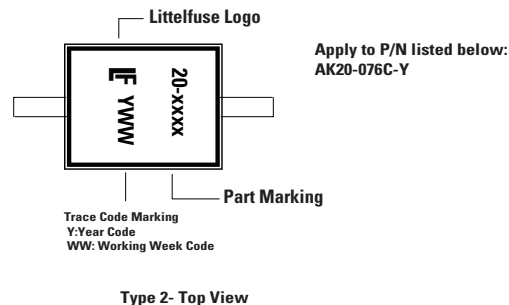 Littelfuse Logo
Apply to P/N listed below:
AK20-076C-Y
LF YWW
20-xxxx
Part Marking
Trace Code Marking
Y:Year Code
WW: Working Week Code
Type 2- Top View